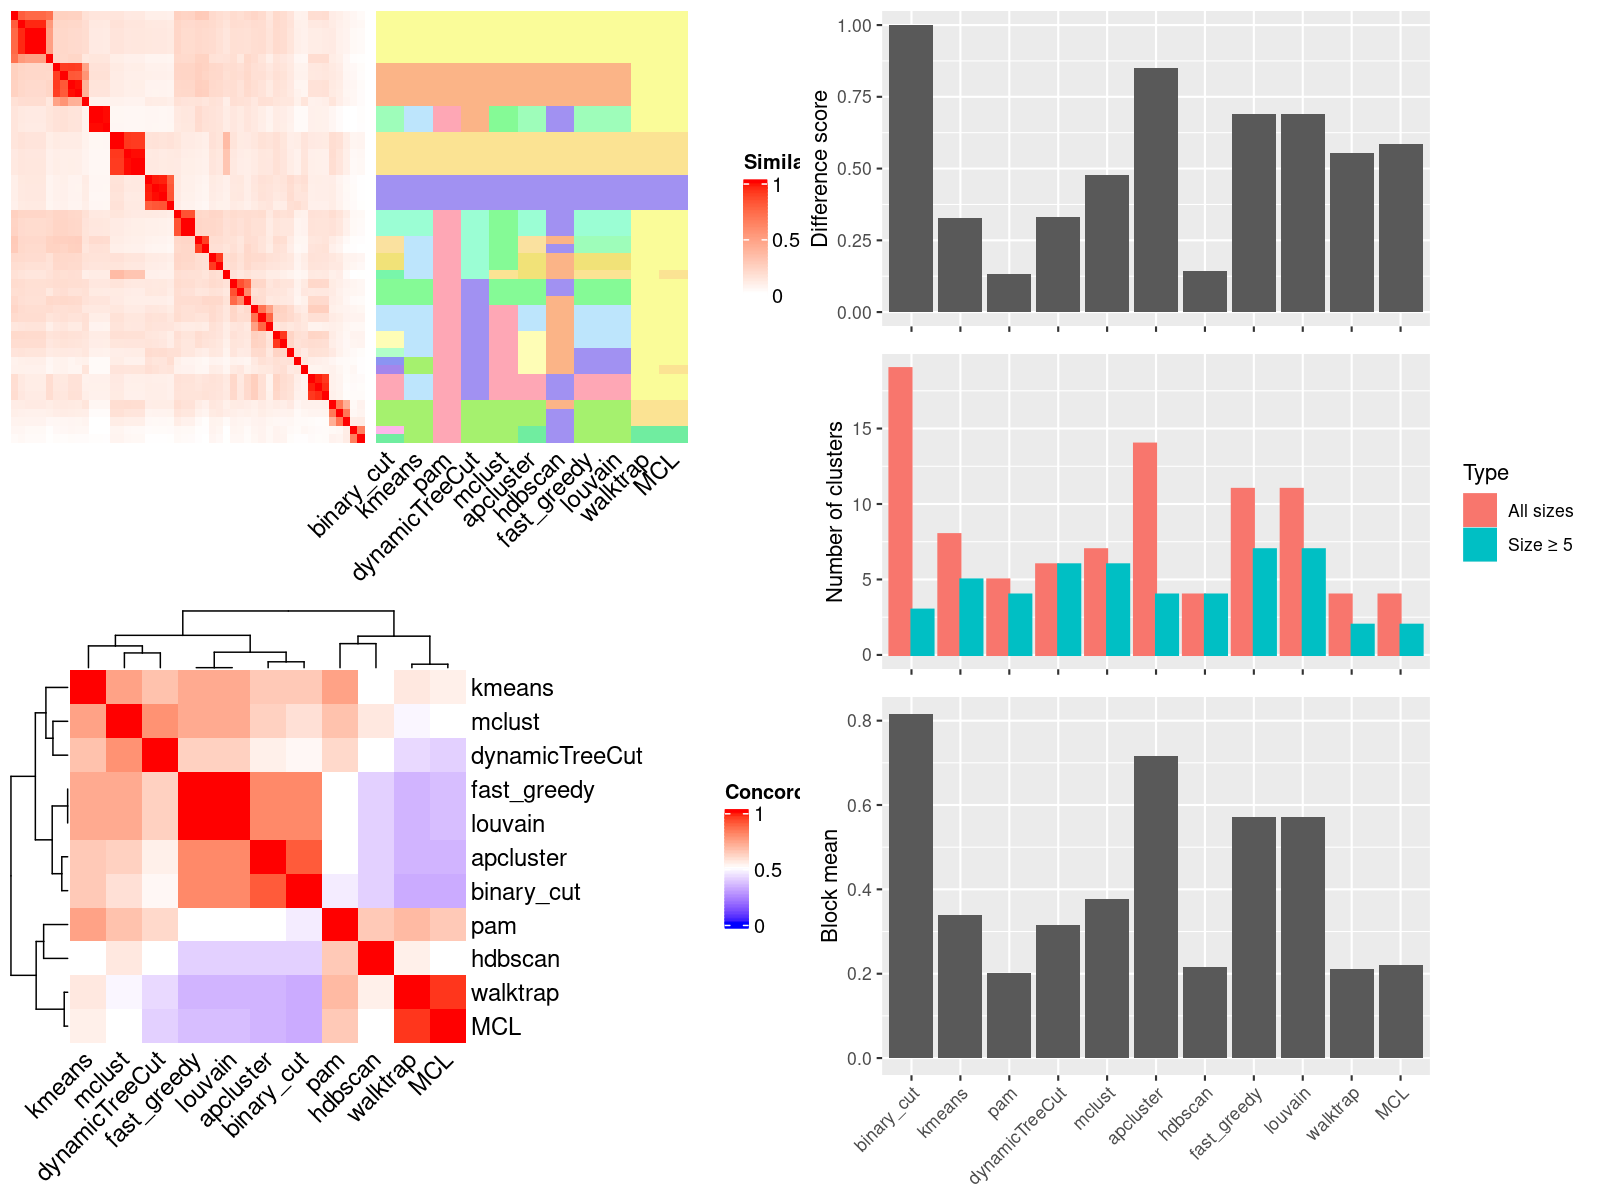 Simila
1
0.5
0
binary_cut
kmeans
pam
dynamicTreeCut
mclust
apcluster
hdbscan
fast_greedy
louvain
walktrap
MCL
kmeans
mclust
dynamicTreeCut
fast_greedy
louvain
apcluster
binary_cut
pam
hdbscan
walktrap
MCL
kmeans
mclust
dynamicTreeCut
fast_greedy
louvain
apcluster
binary_cut
pam
hdbscan
walktrap
MCL
Concord
1
0.5
0
Difference score
1.00
0.75
0.50
0.25
0.00
Number of clusters
15
10
5
0
Type
All sizes
Size ≥ 5
Block mean
0.8
0.6
0.4
0.2
0.0
binary_cut
kmeans
pam
dynamicTreeCut
mclust
apcluster
hdbscan
fast_greedy
louvain
walktrap
MCL